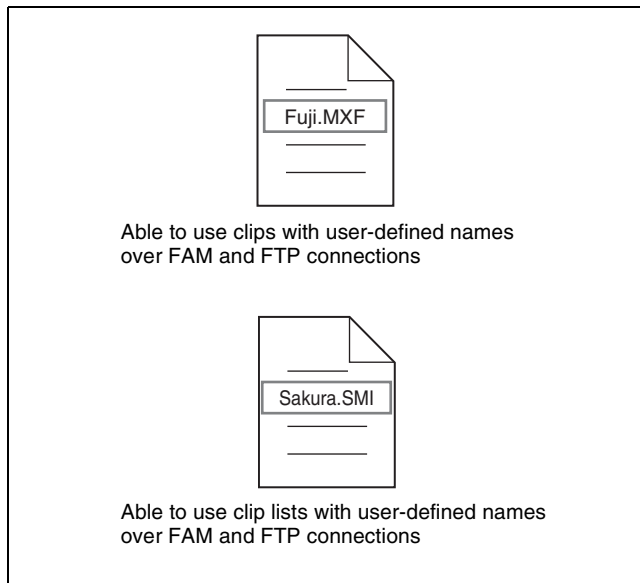 Fuji.MXF
Able to use clips with user-defined names
over FAM and FTP connections
Sakura.SMI
Able to use clip lists with user-defined names
over FAM and FTP connections